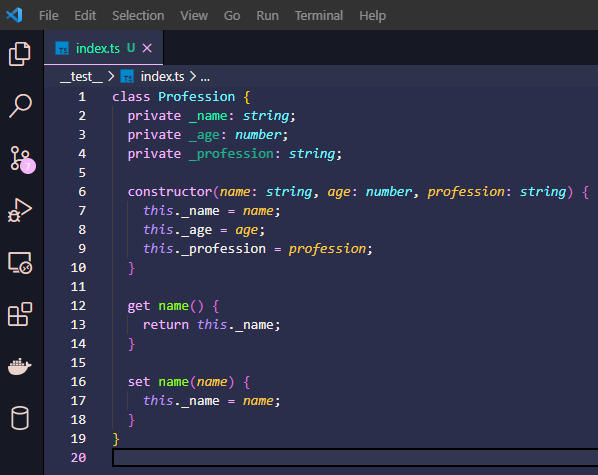 File Edit Selection View Go Run Terminal Help
TS index.ts U ×
__test__ > TS index.ts > ...
1 class Profession {
2   private _name: string;
3   private _age: number;
4   private _profession: string;
5
6   constructor(name: string, age: number, profession: string) {
7     this._name = name;
8     this._age = age;
9     this._profession = profession;
10   }
11
12   get name() {
13     return this._name;
14   }
15
16   set name(name) {
17     this._name = name;
18   }
19 }
20